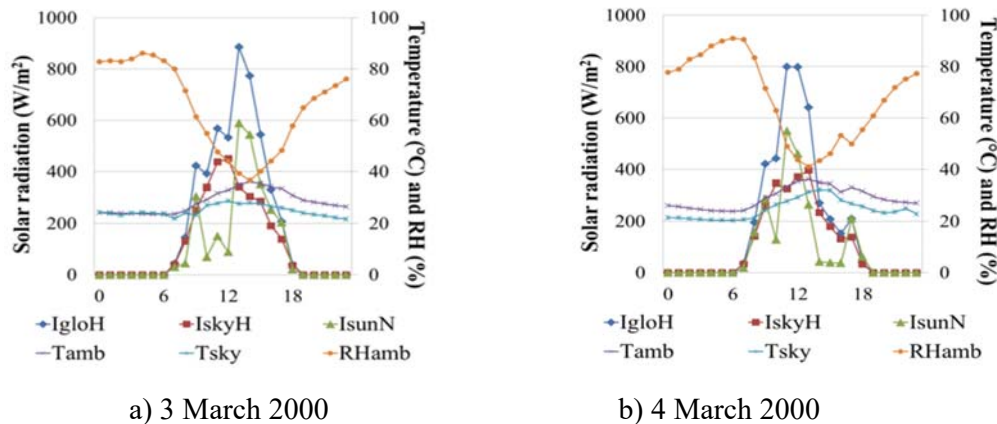 Solar radiation (W/m²)
1000
800
600
400
200
0
0 6 12 18
100
80
60
40
20
0
Temperature (°C) and RH (%)
IgloH IskyH IsunN
Tamb Tsky RHamb
a) 3 March 2000
Solar radiation (W/m²)
1000
800
600
400
200
0
0 6 12 18
100
80
60
40
20
0
Temperature (°C) and RH (%)
IgloH IskyH IsunN
Tamb Tsky RHamb
b) 4 March 2000